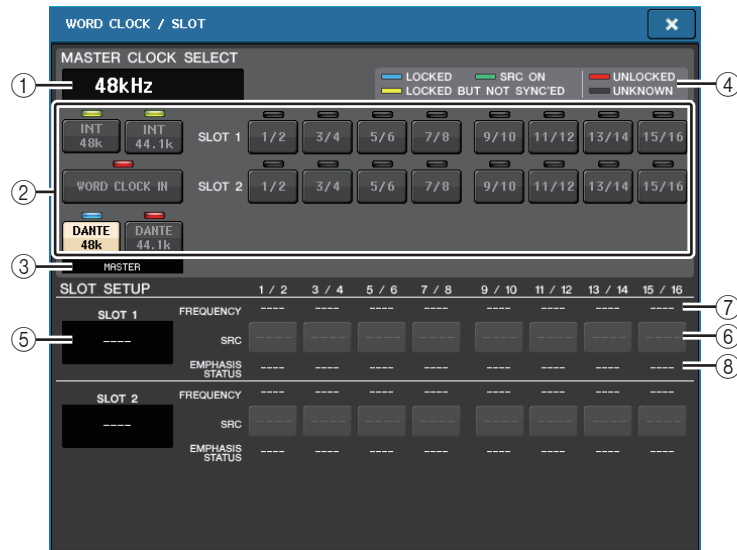 WORD CLOCK / SLOT
MASTER CLOCK SELECT
① 48kHz
LOCKED SRC ON UNLOCKED ④
LOCKED BUT NOT SYNC'ED UNKNOWN
INT 48k INT 44.1k SLOT 1 1/2 3/4 5/6 7/8 9/10 11/12 13/14 15/16
② WORD CLOCK IN SLOT 2 1/2 3/4 5/6 7/8 9/10 11/12 13/14 15/16
DANTE 48k DANTE 44.1k
③ MASTER
SLOT SETUP 1 / 2 3 / 4 5 / 6 7 / 8 9 / 10 11 / 12 13 / 14 15 / 16
SLOT 1 FREQUENCY ---- ---- ---- ---- ---- ---- ---- ---- ⑦
⑤ ---- SRC ---- ---- ---- ---- ---- ---- ---- ---- ⑥
EMPHASIS STATUS ---- ---- ---- ---- ---- ---- ---- ---- ⑧
SLOT 2 FREQUENCY ---- ---- ---- ---- ---- ---- ---- ----
---- SRC ---- ---- ---- ---- ---- ---- ---- ----
EMPHASIS STATUS ---- ---- ---- ---- ---- ---- ---- ----